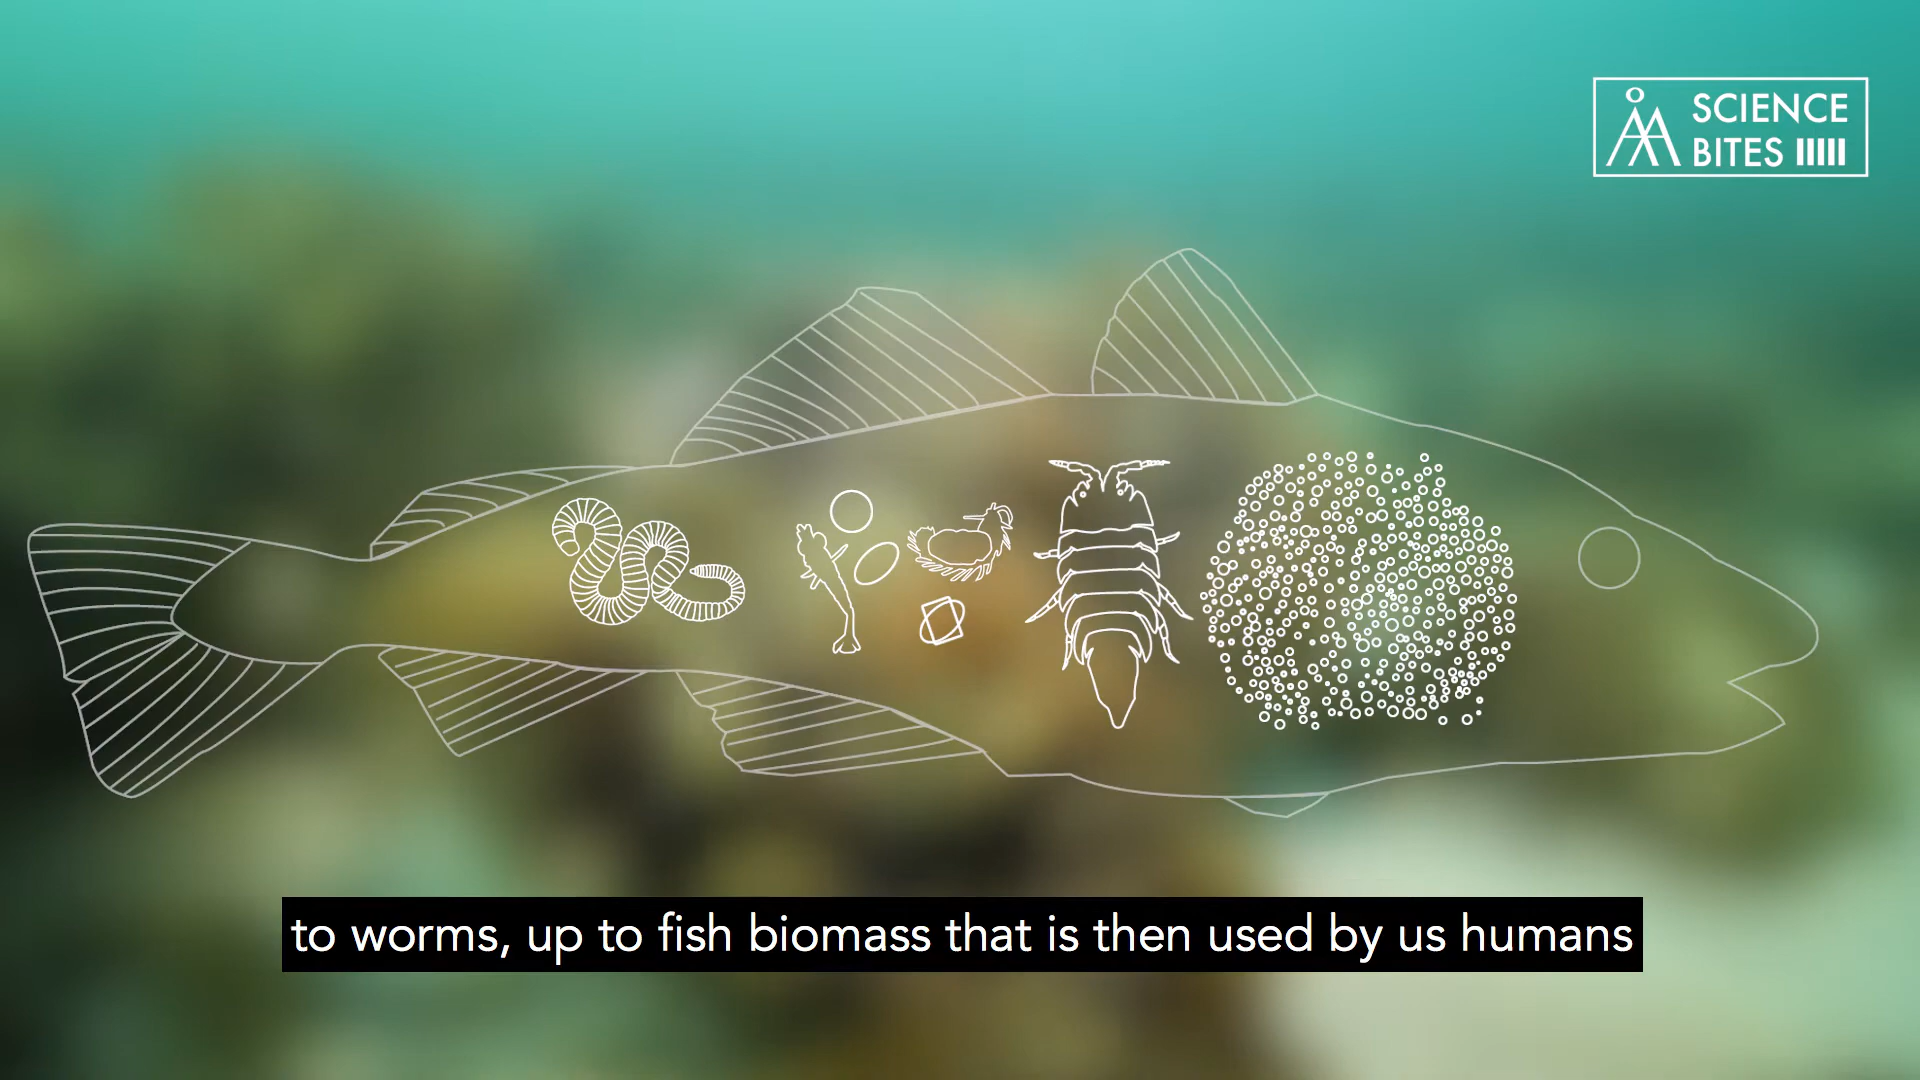 SCIENCE
BITES
to worms, up to fish biomass that is then used by us humans